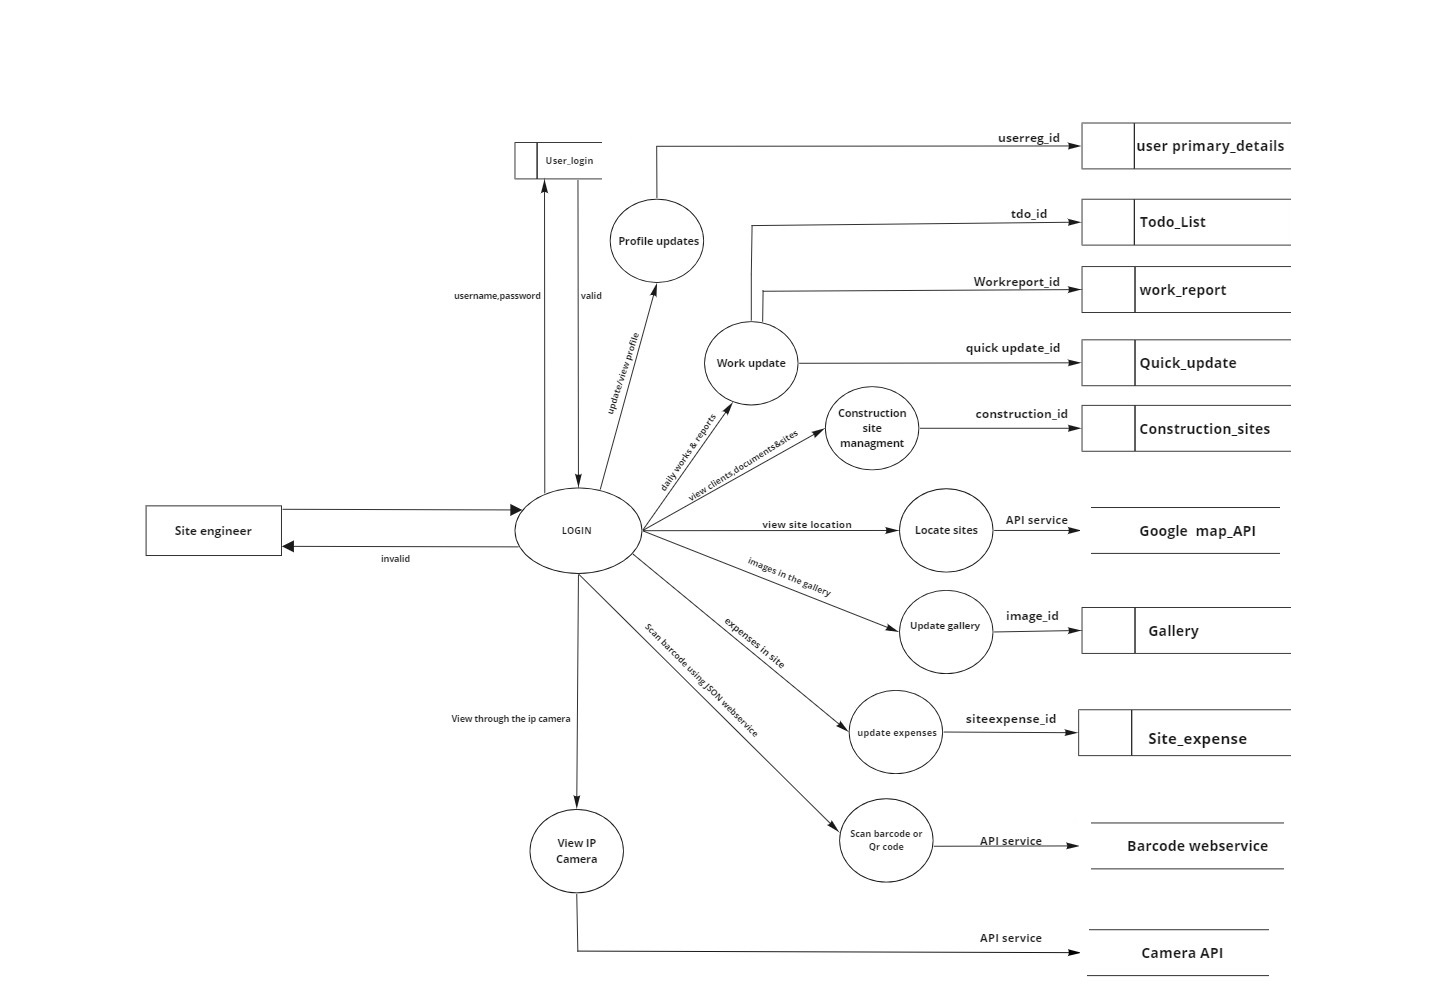 userreg_id
user primary_details
User_login
tdo_id
Todo_List
Profile updates
Workreport_id
work_report
username,password
valid
quick update_id
Quick_update
Work update
update/view profile
Construction
site
managment
construction_id
Construction_sites
daily works & reports
view clients,documents&sites
Site engineer
LOGIN
view site location
Locate sites
API service
Google map_API
invalid
images in the gallery
Update gallery
image_id
Gallery
expenses in site
Scan barcode using JSON webservice
View through the ip camera
update expenses
siteexpense_id
Site_expense
Scan barcode or
Qr code
API service
Barcode webservice
View IP
Camera
API service
Camera API